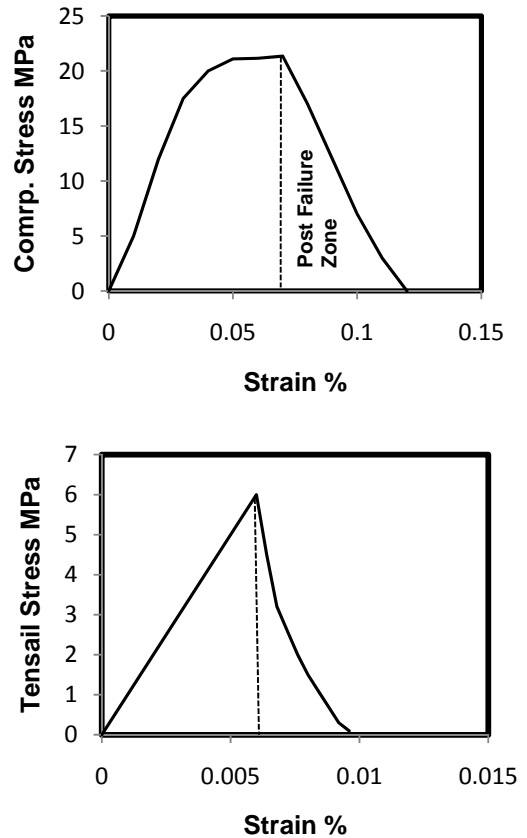 25
20
15
10
5
0
Comrp. Stress MPa
Post Failure
Zone
0 0.05 0.1 0.15
Strain %
7
6
5
4
3
2
1
0
Tensail Stress MPa
0 0.005 0.01 0.015
Strain %